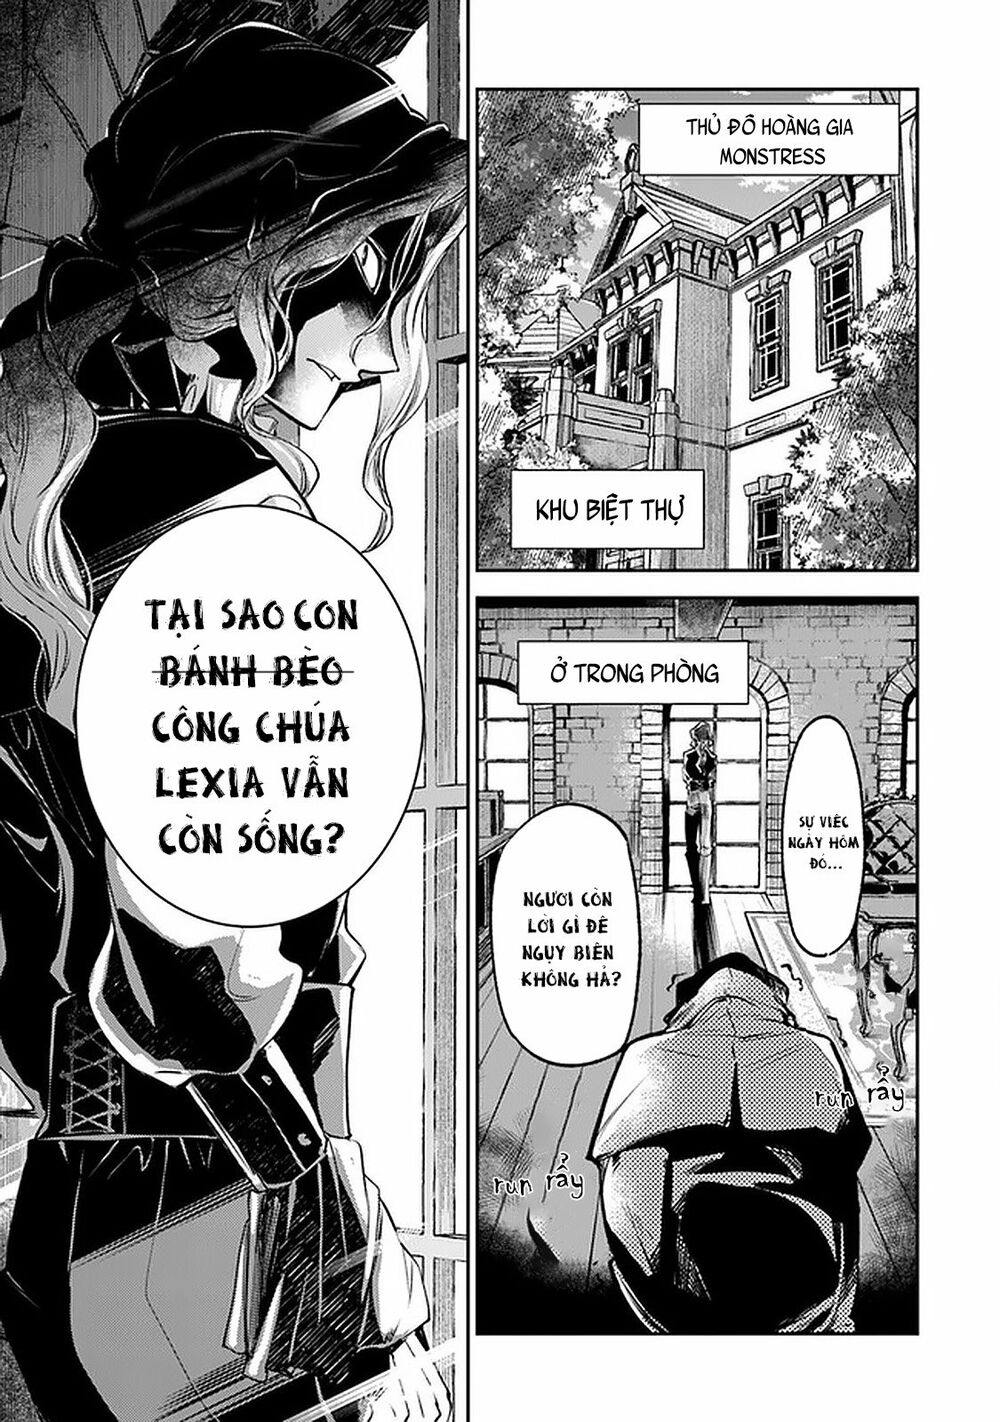 THỦ ĐÔ HOÀNG GIA
MONSTRESS
KHU BIỆT THỰ
Ở TRONG PHÒNG
SỰ VIỆC
NGÀY HÔM
ĐÓ...
NGƯƠI CÒN
LỜI GÌ ĐỂ
NGỤY BIỆN
KHÔNG HẢ?
run rẩy
run rẩy
TẠI SAO CON
BÁNH BÈO
CÔNG CHÚA
LEXIA VẪN
CÒN SỐNG?